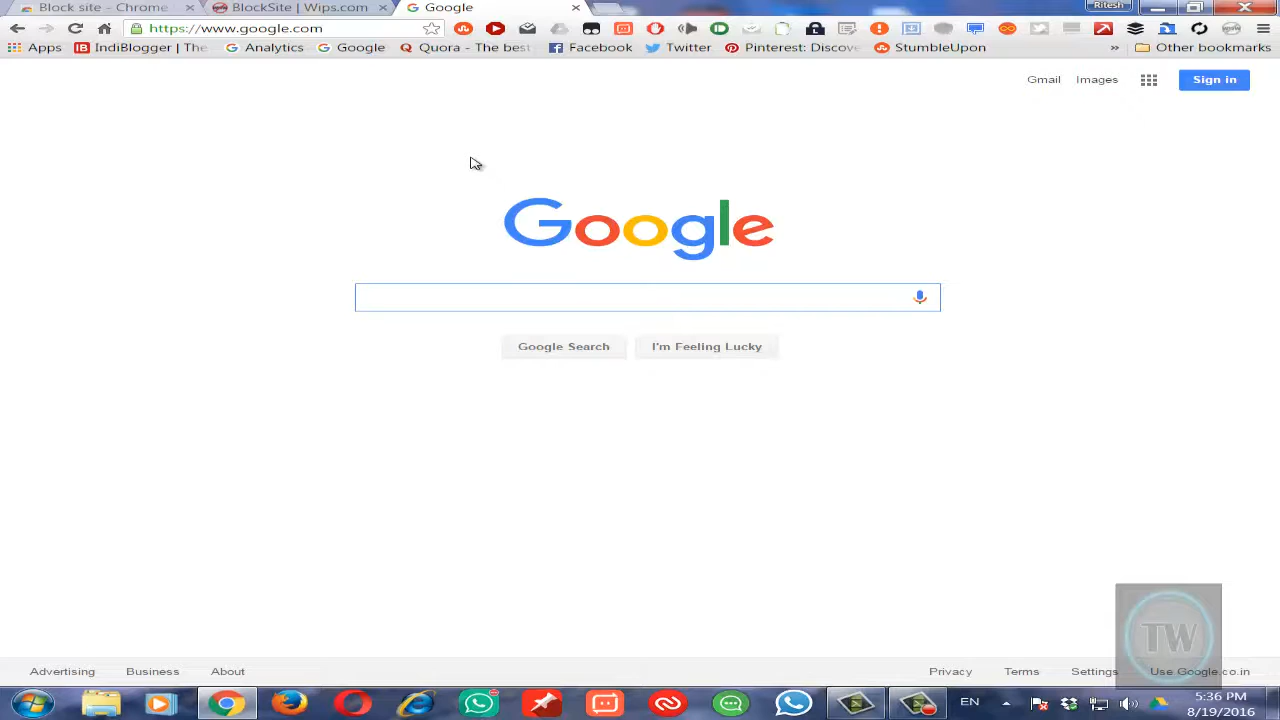 Block site - Chrome
BlockSite | Wips.com
Google
Ritesh
https://www.google.com
Apps
IndiBlogger | The
Analytics
Google
Quora - The best
Facebook
Twitter
Pinterest: Discov
StumbleUpon
»
Other bookmarks
Gmail
Images
Sign in
Google
Google Search
I'm Feeling Lucky
TW
Advertising
Business
About
Privacy
Terms
Settings
Use Google.co.in
EN
5:36 PM
8/19/2016